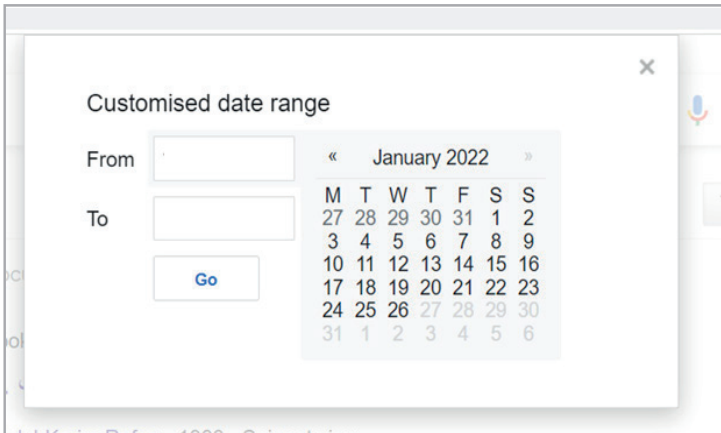 Customised date range
From
To
Go
« January 2022 »
M T W T F S S
27 28 29 30 31 1 2
3 4 5 6 7 8 9
10 11 12 13 14 15 16
17 18 19 20 21 22 23
24 25 26 27 28 29 30
31 1 2 3 4 5 6